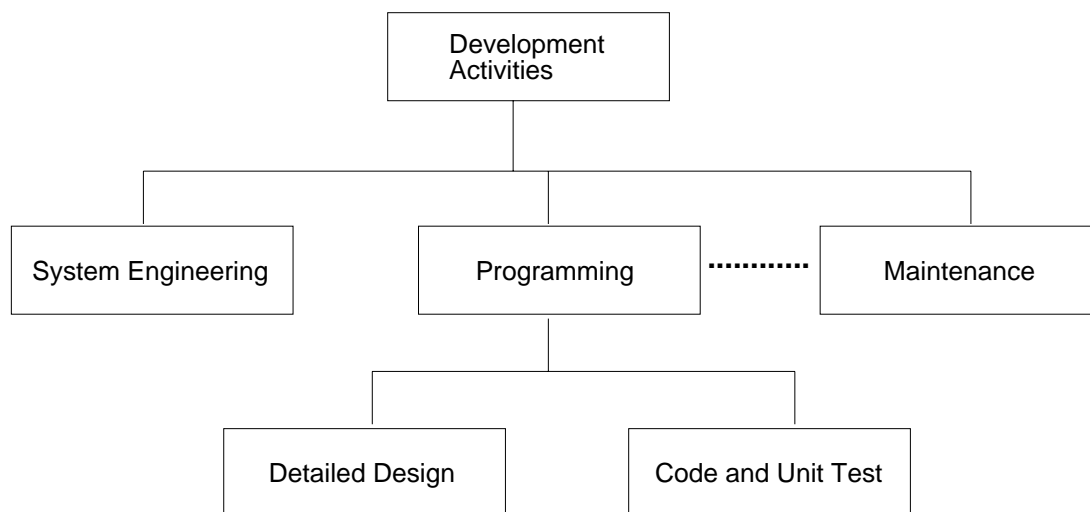 Development
Activities
System Engineering
Programming
Maintenance
Detailed Design
Code and Unit Test